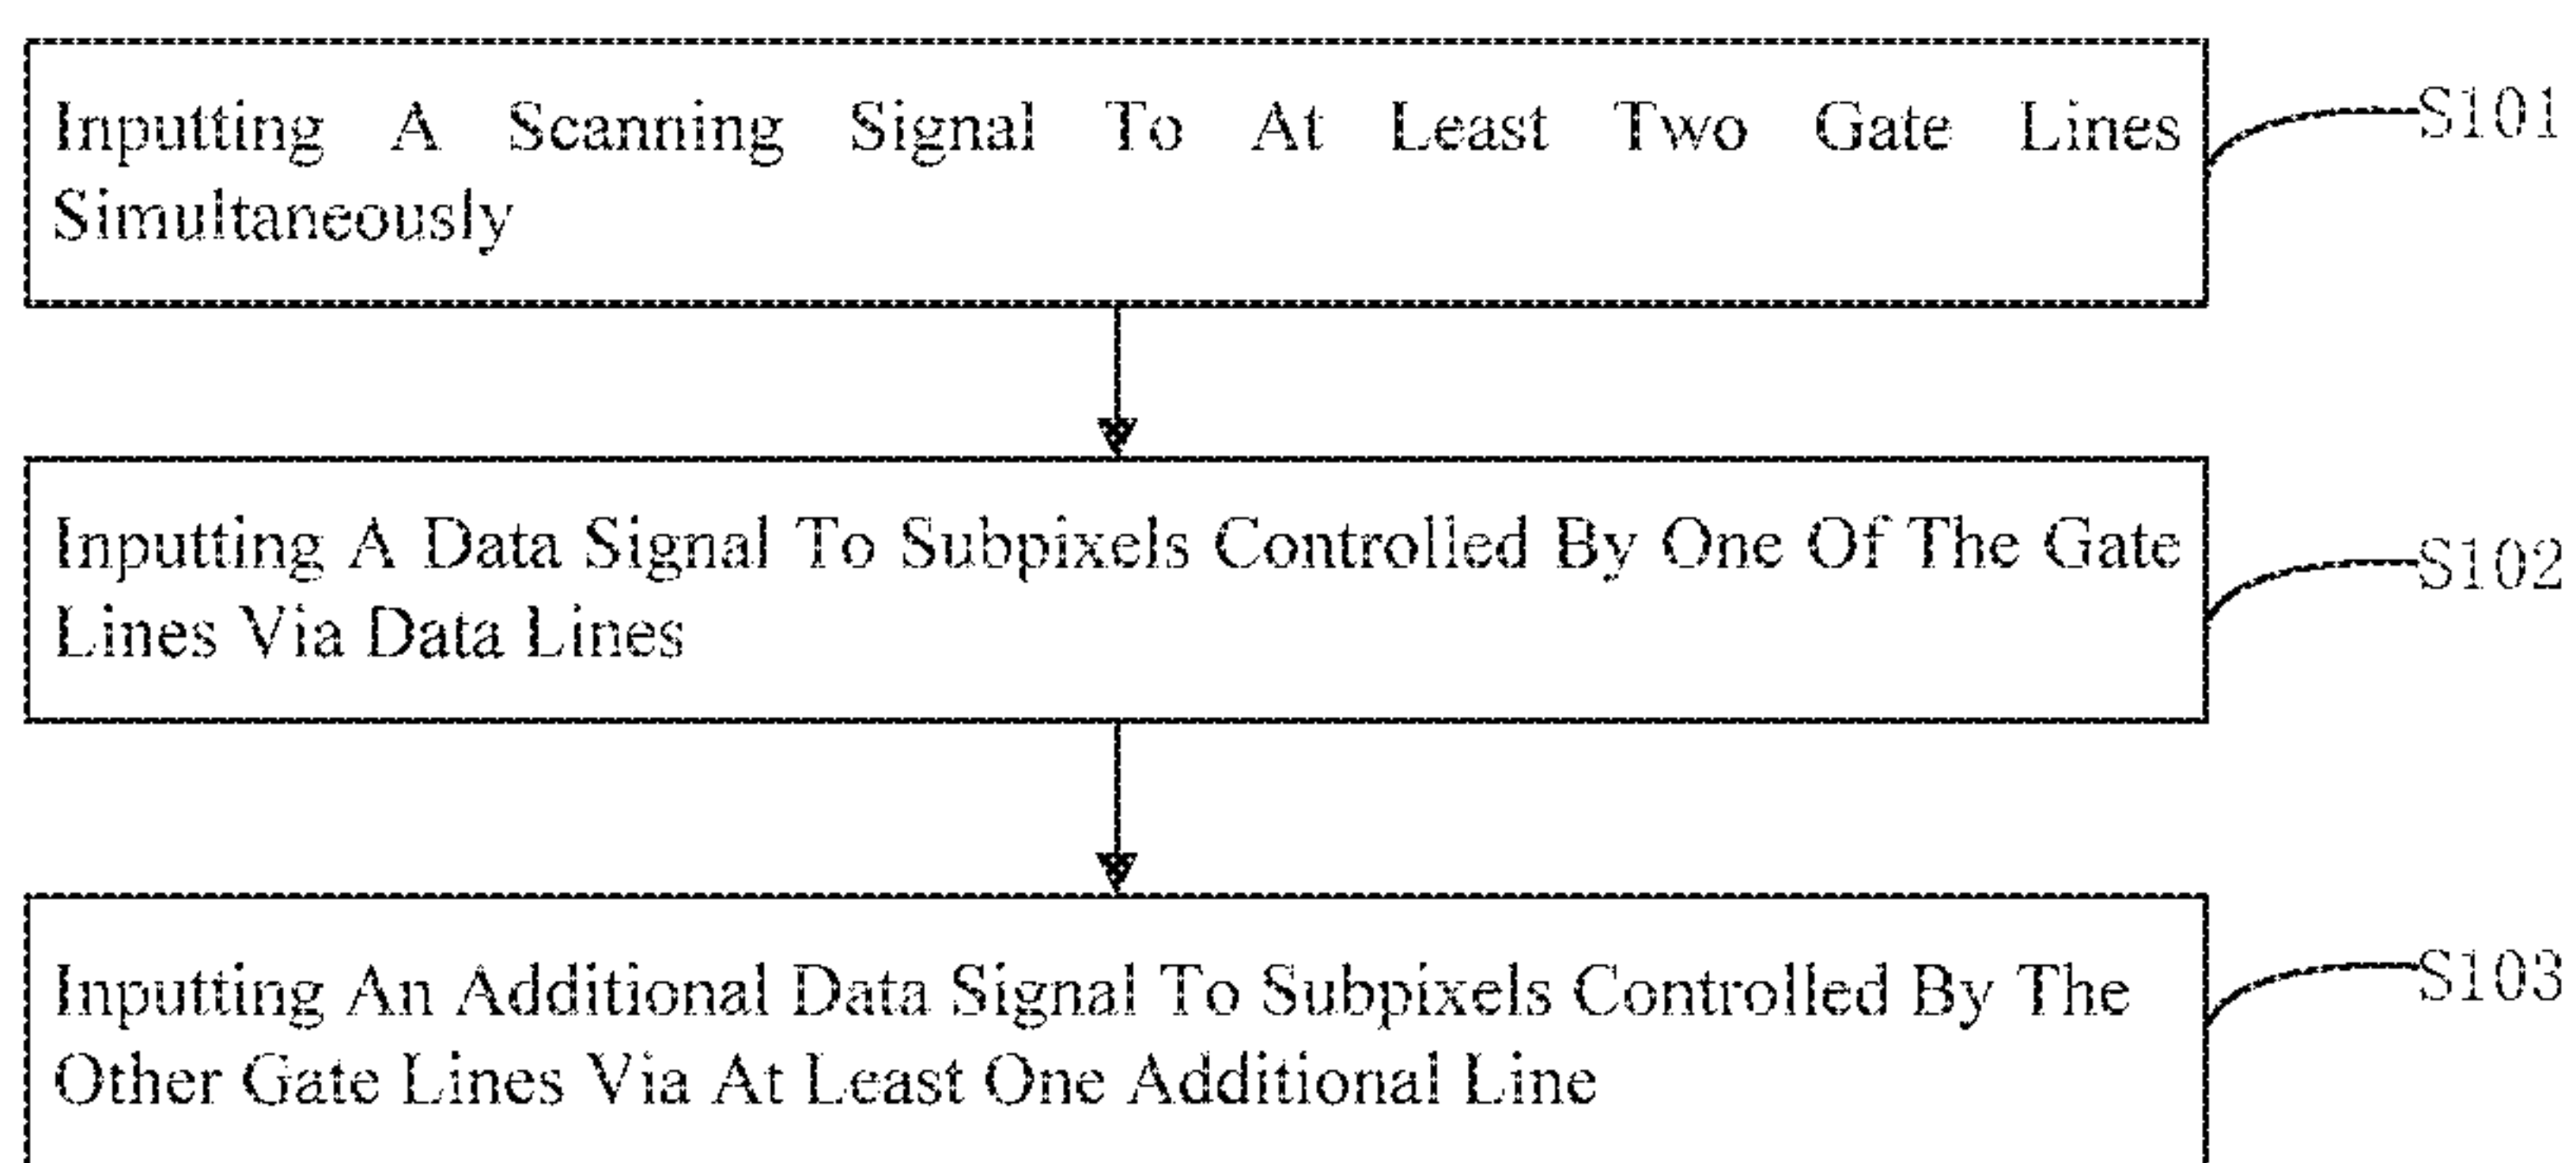 Inputting A Scanning Signal To At Least Two Gate Lines
Simultaneously
S101
Inputting A Data Signal To Subpixels Controlled By One Of The Gate
Lines Via Data Lines
S102
Inputting An Additional Data Signal To Subpixels Controlled By The
Other Gate Lines Via At Least One Additional Line
S103